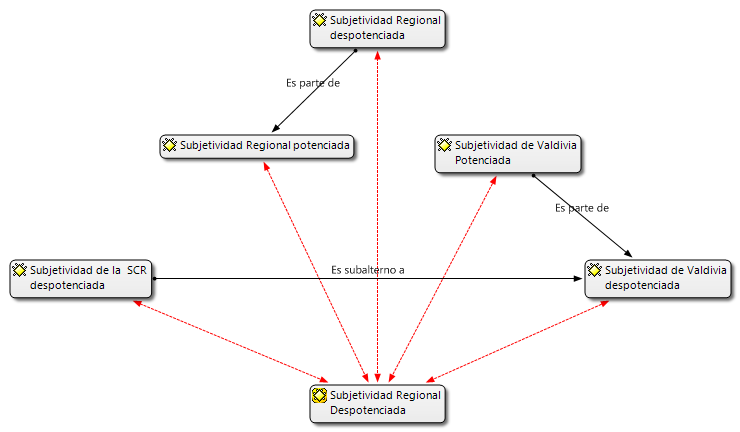 Subjetividad Regional
despotenciada
Es parte de
Subjetividad Regional potenciada
Subjetividad de Valdivia
Potenciada
Es parte de
Subjetividad de la  SCR
despotenciada
Es subalterno a
Subjetividad de Valdivia
despotenciada
Subjetividad Regional
Despotenciada